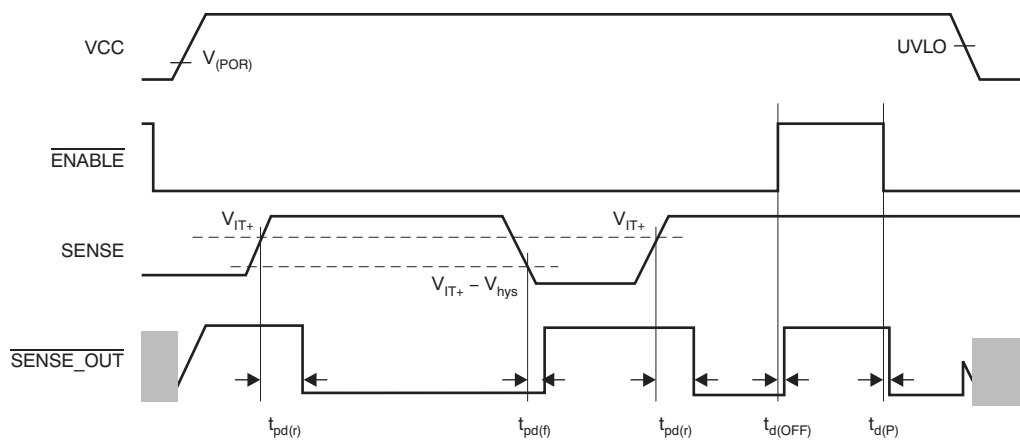 VCC
V(POR)
UVLO
ENABLE
VIT+
VIT+
SENSE
VIT+ – Vhys
SENSE_OUT
tpd(r)
tpd(f)
tpd(r)
td(OFF)
td(P)